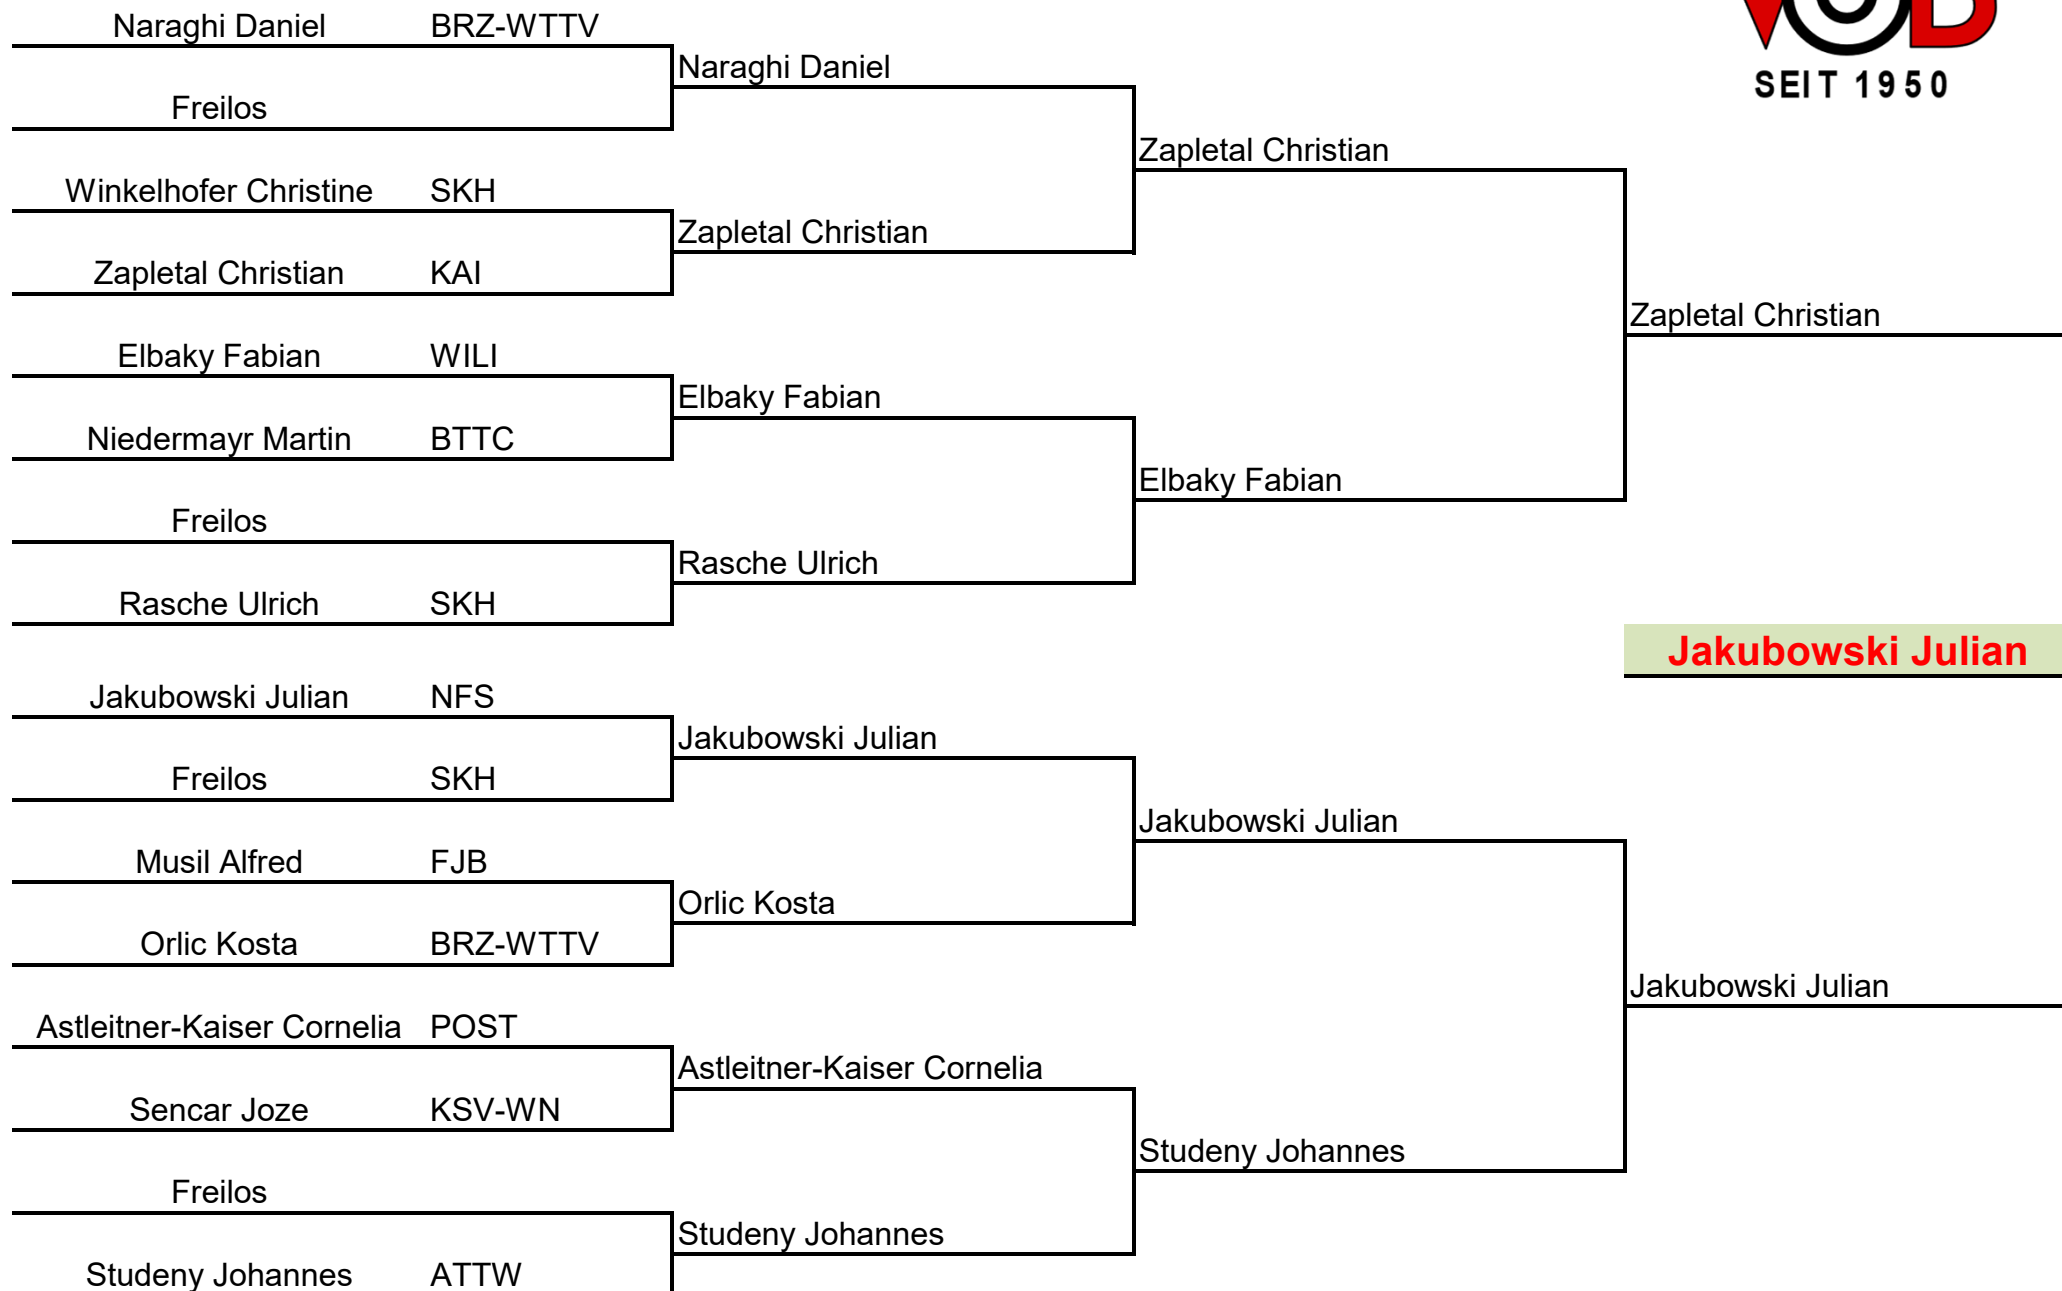 Naraghi Daniel BRZ-WTTV
Naraghi Daniel
SEIT 1950
Freilos
Zapletal Christian
Winkelhofer Christine SKH
Zapletal Christian
Zapletal Christian KAI
Zapletal Christian
Elbaky Fabian WILI
Elbaky Fabian
Niedermayr Martin BTTC
Elbaky Fabian
Freilos
Rasche Ulrich
Rasche Ulrich SKH
Jakubowski Julian
Jakubowski Julian NFS
Jakubowski Julian
Freilos SKH
Jakubowski Julian
Musil Alfred FJB
Orlic Kosta
Orlic Kosta BRZ-WTTV
Jakubowski Julian
Astleitner-Kaiser Cornelia POST
Astleitner-Kaiser Cornelia
Sencar Joze KSV-WN
Studeny Johannes
Freilos
Studeny Johannes
Studeny Johannes ATTW